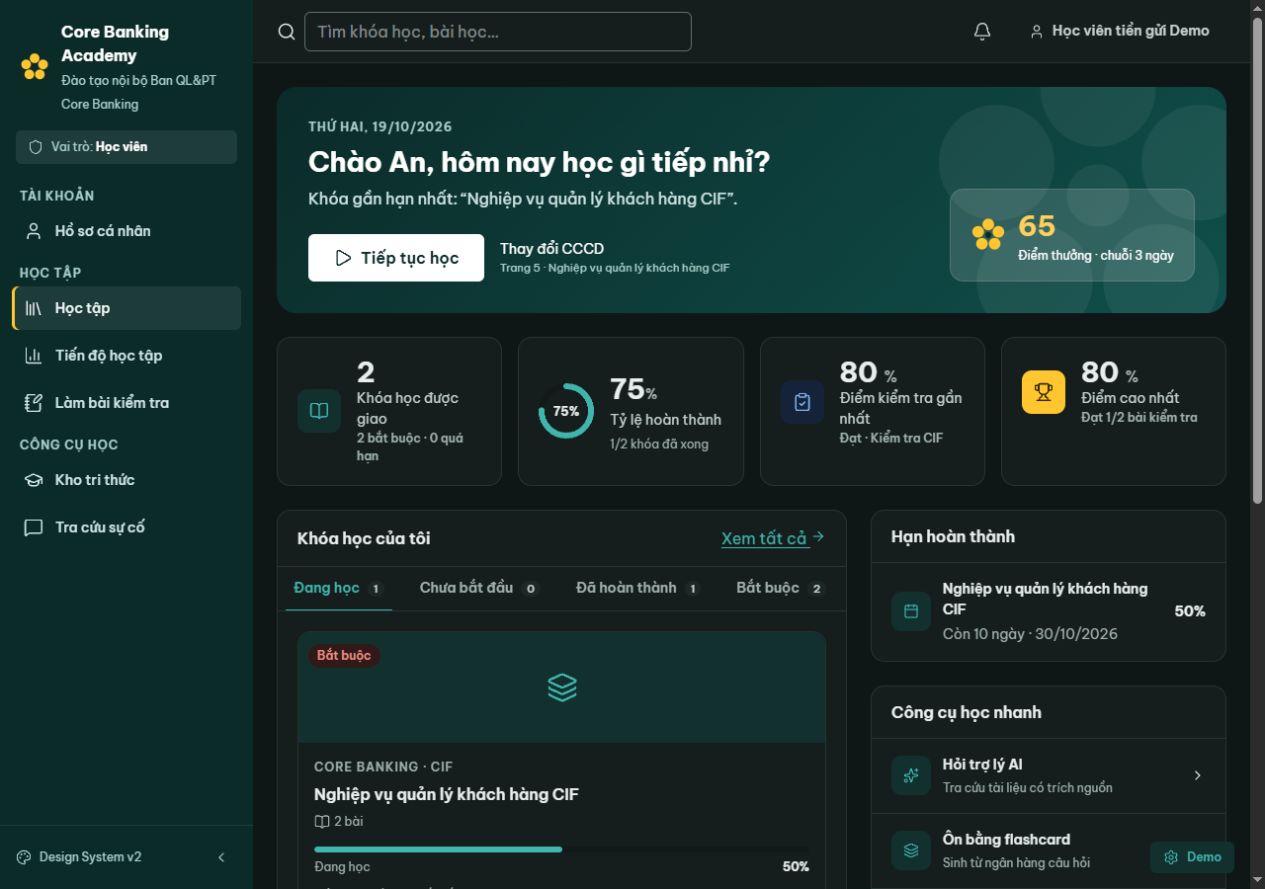 Core Banking
Academy
Đào tạo nội bộ Ban QL&PT
Core Banking
Vai trò: Học viên
TÀI KHOẢN
Hồ sơ cá nhân
HỌC TẬP
Học tập
Tiến độ học tập
Làm bài kiểm tra
CÔNG CỤ HỌC
Kho tri thức
Tra cứu sự cố
Design System v2
Tìm khóa học, bài học...
Học viên tiền gửi Demo
THỨ HAI, 19/10/2026
Chào An, hôm nay học gì tiếp nhỉ?
Khóa gần hạn nhất: “Nghiệp vụ quản lý khách hàng CIF”.
Tiếp tục học
Thay đổi CCCD
Trang 5 · Nghiệp vụ quản lý khách hàng CIF
65
Điểm thưởng · chuỗi 3 ngày
2
Khóa học được
giao
2 bắt buộc · 0 quá
hạn
75%
75%
Tỷ lệ hoàn thành
1/2 khóa đã xong
80 %
Điểm kiểm tra gần
nhất
Đạt · Kiểm tra CIF
80 %
Điểm cao nhất
Đạt 1/2 bài kiểm tra
Khóa học của tôi
Xem tất cả
Đang học 1
Chưa bắt đầu 0
Đã hoàn thành 1
Bắt buộc 2
Bắt buộc
CORE BANKING · CIF
Nghiệp vụ quản lý khách hàng CIF
2 bài
Đang học 50%
Hạn hoàn thành
Nghiệp vụ quản lý khách hàng
CIF
Còn 10 ngày · 30/10/2026
50%
Công cụ học nhanh
Hỏi trợ lý AI
Tra cứu tài liệu có trích nguồn
Ôn bằng flashcard
Sinh từ ngân hàng câu hỏi
Demo